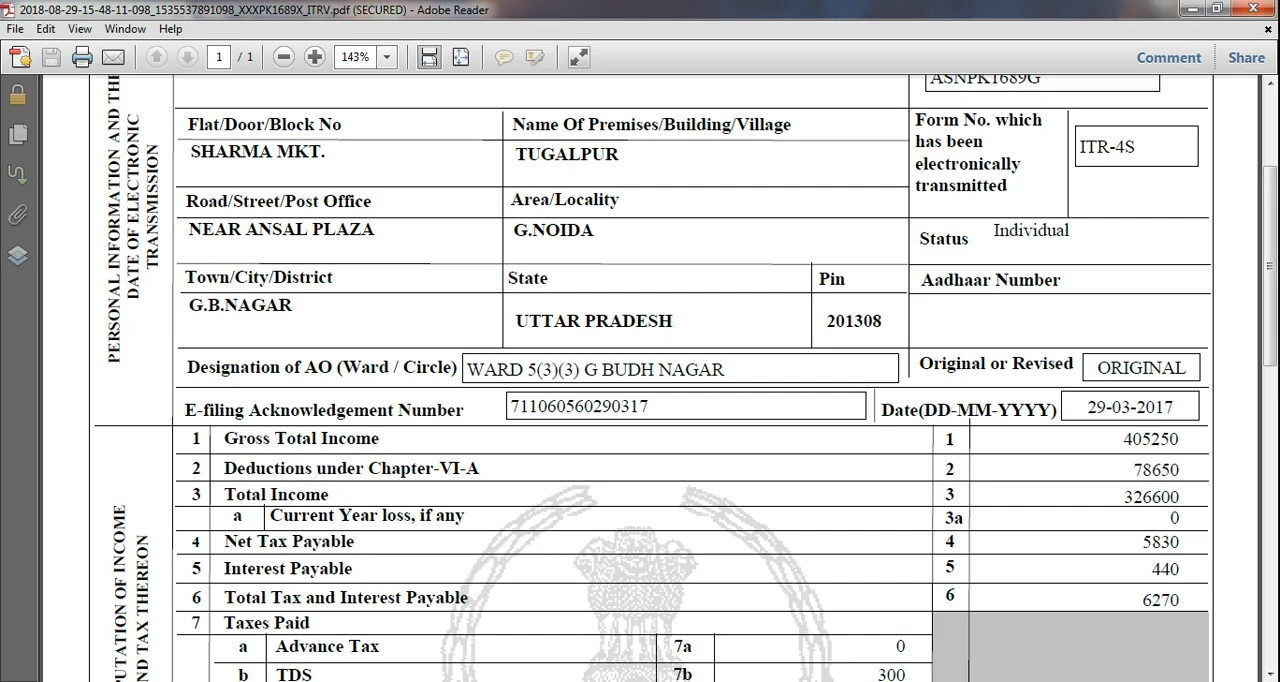 2018-08-29-15-48-11-098_1535537891098_XXXPK1689X_ITRV.pdf (SECURED) - Adobe Reader
File Edit View Window Help
1 / 1 143% Comment Share
PERSONAL INFORMATION AND THE
DATE OF ELECTRONIC
TRANSMISSION
ASNPK1689G
Flat/Door/Block No Name Of Premises/Building/Village
SHARMA MKT. TUGALPUR
Form No. which
has been
electronically
transmitted
ITR-4S
Road/Street/Post Office Area/Locality
NEAR ANSAL PLAZA G.NOIDA
Status Individual
Town/City/District State Pin Aadhaar Number
G.B.NAGAR UTTAR PRADESH 201308
Designation of AO (Ward / Circle) WARD 5(3)(3) G BUDH NAGAR Original or Revised ORIGINAL
E-filing Acknowledgement Number 711060560290317 Date(DD-MM-YYYY) 29-03-2017
PUTATION OF INCOME
ND TAX THEREON
1 Gross Total Income 1 405250
2 Deductions under Chapter-VI-A 2 78650
3 Total Income 3 326600
a Current Year loss, if any 3a 0
4 Net Tax Payable 4 5830
5 Interest Payable 5 440
6 Total Tax and Interest Payable 6 6270
7 Taxes Paid
a Advance Tax 7a 0
b TDS 7b 300